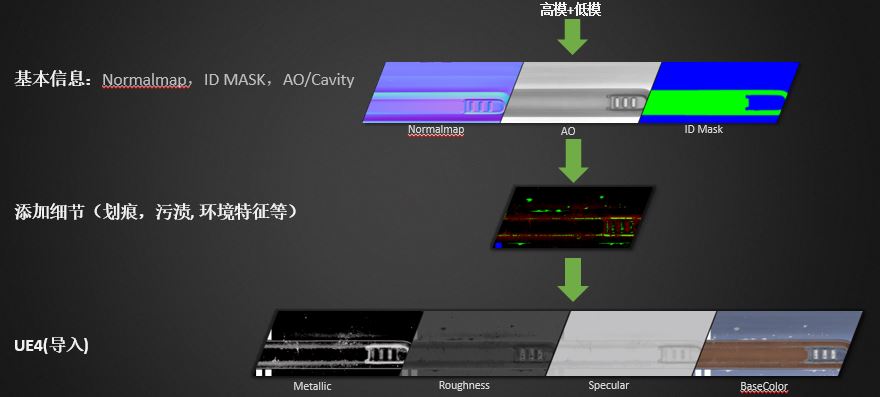 高模+低模
基本信息：Normalmap，ID MASK，AO/Cavity
Normalmap
AO
ID Mask
添加细节（划痕，污渍, 环境特征等）
UE4(导入)
Metallic
Roughness
Specular
BaseColor